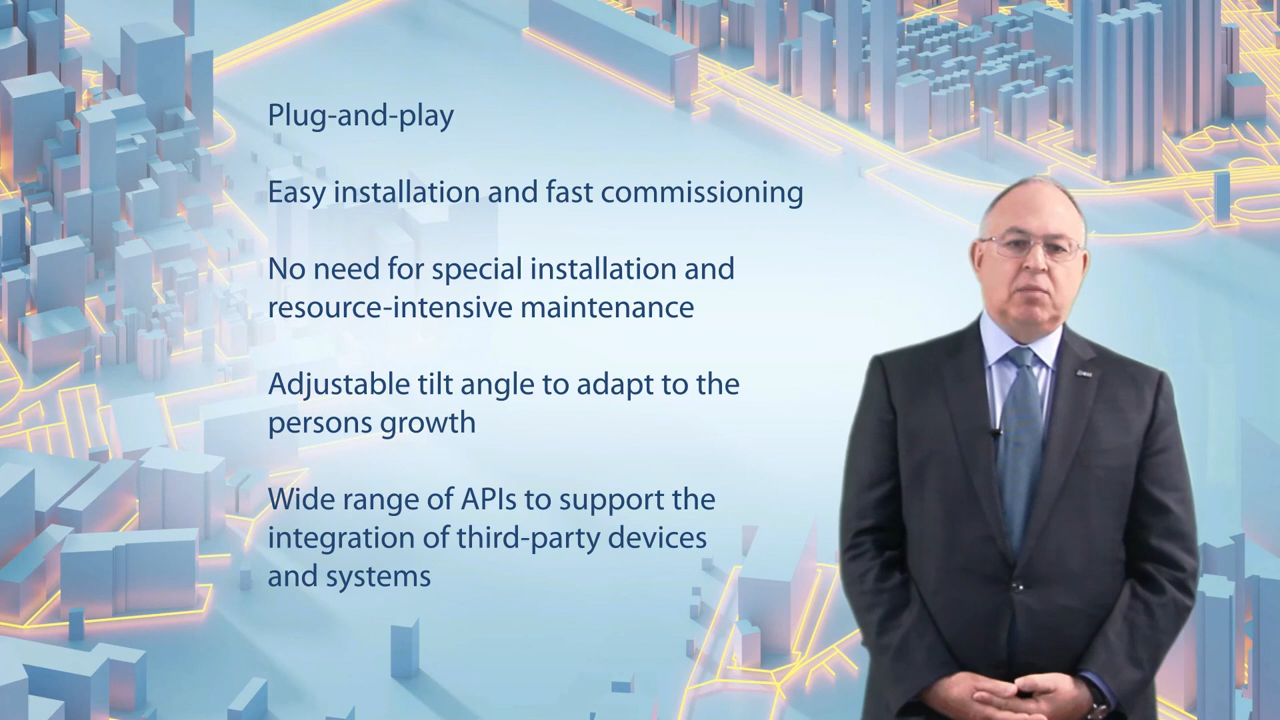 Plug-and-play
Easy installation and fast commissioning
No need for special installation and
resource-intensive maintenance
Adjustable tilt angle to adapt to the
persons growth
Wide range of APIs to support the
integration of third-party devices
and systems